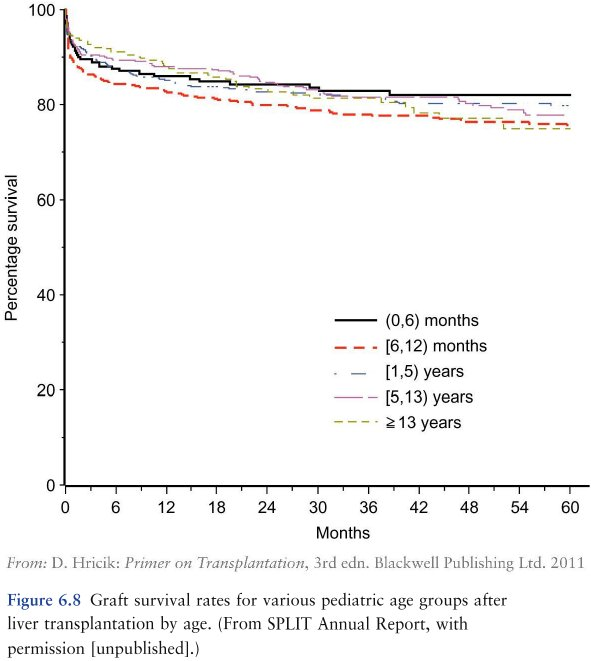 100
80
60
40
20
0
Percentage survival
(0,6) months
[6,12) months
[1,5) years
[5,13) years
≧13 years
0 6 12 18 24 30 36 42 48 54 60
Months
From: D. Hricik: Primer on Transplantation, 3rd edn. Blackwell Publishing Ltd. 2011
Figure 6.8 Graft survival rates for various pediatric age groups after
liver transplantation by age. (From SPLIT Annual Report, with
permission [unpublished].)